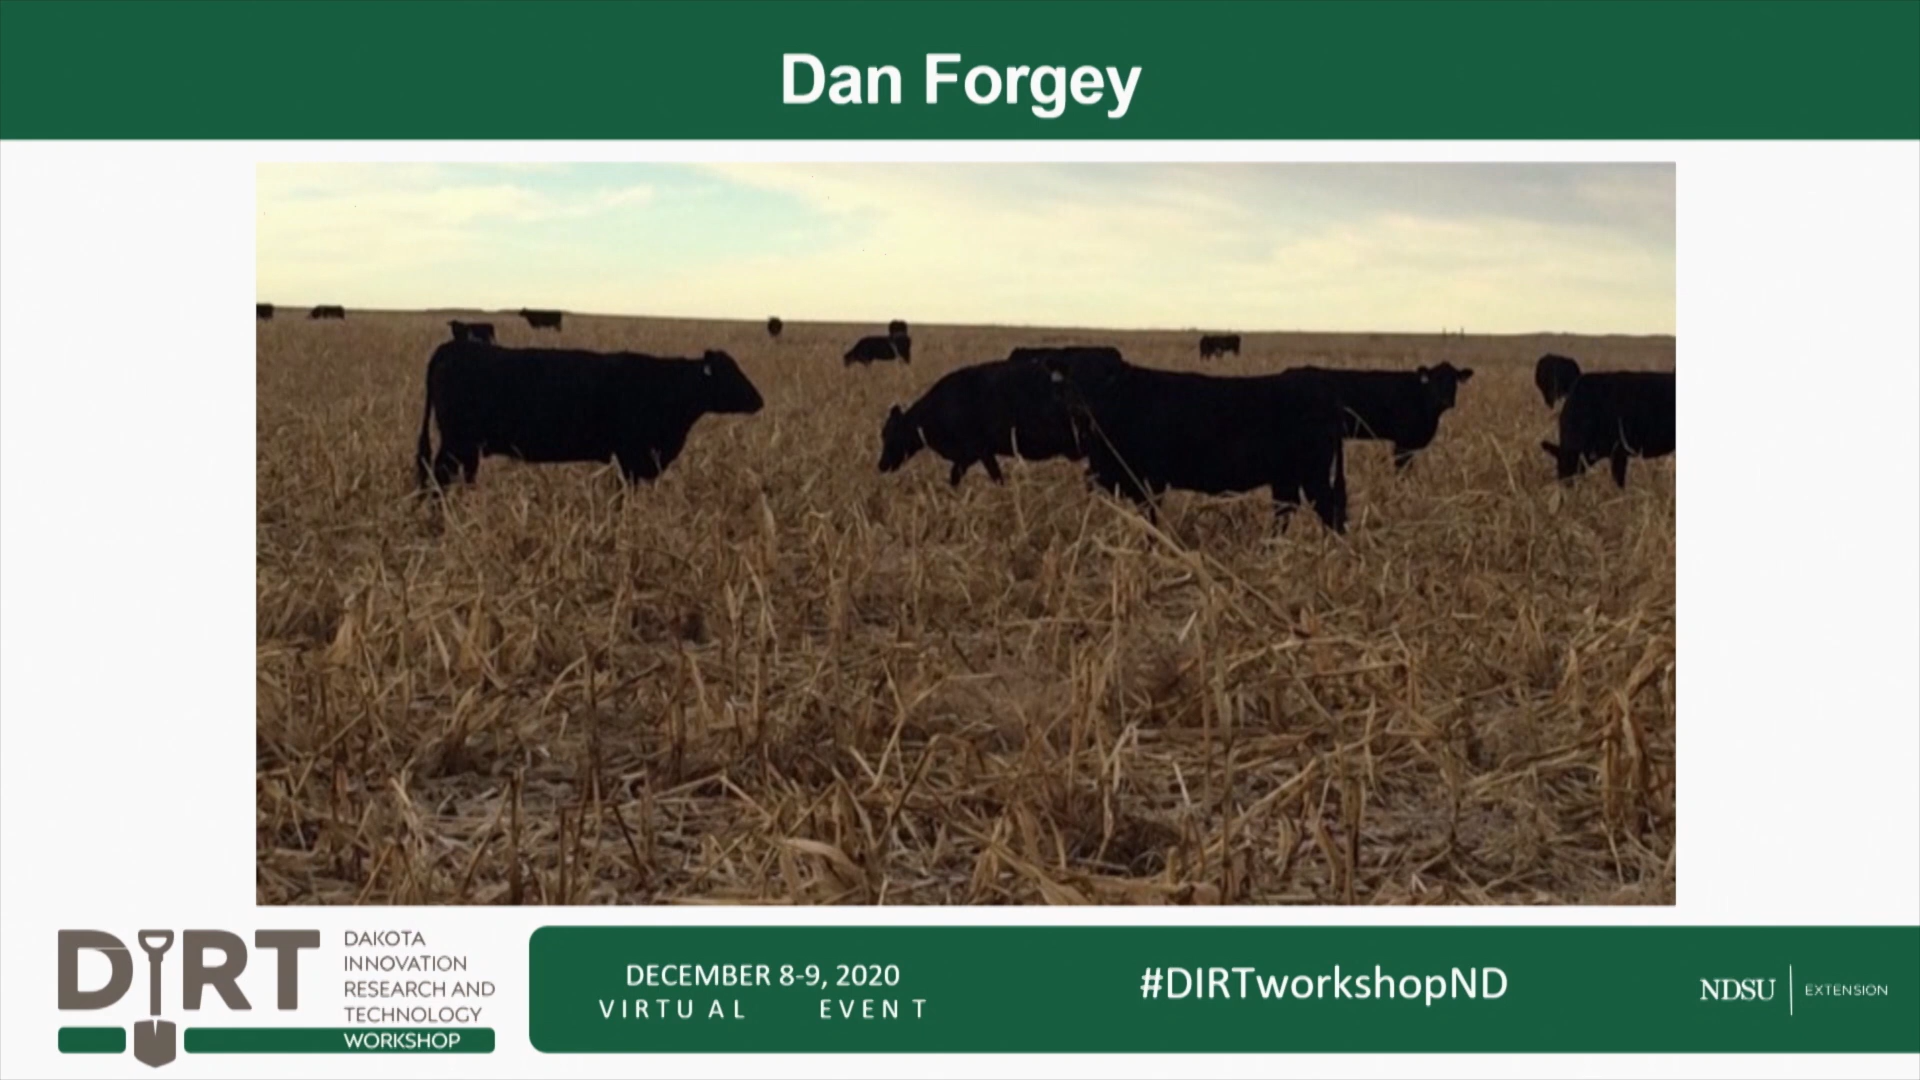 Dan Forgey
DIRT
DAKOTA
INNOVATION
RESEARCH AND
TECHNOLOGY
WORKSHOP
DECEMBER 8-9, 2020
VIRTUAL EVENT
#DIRTworkshopND
NDSU EXTENSION